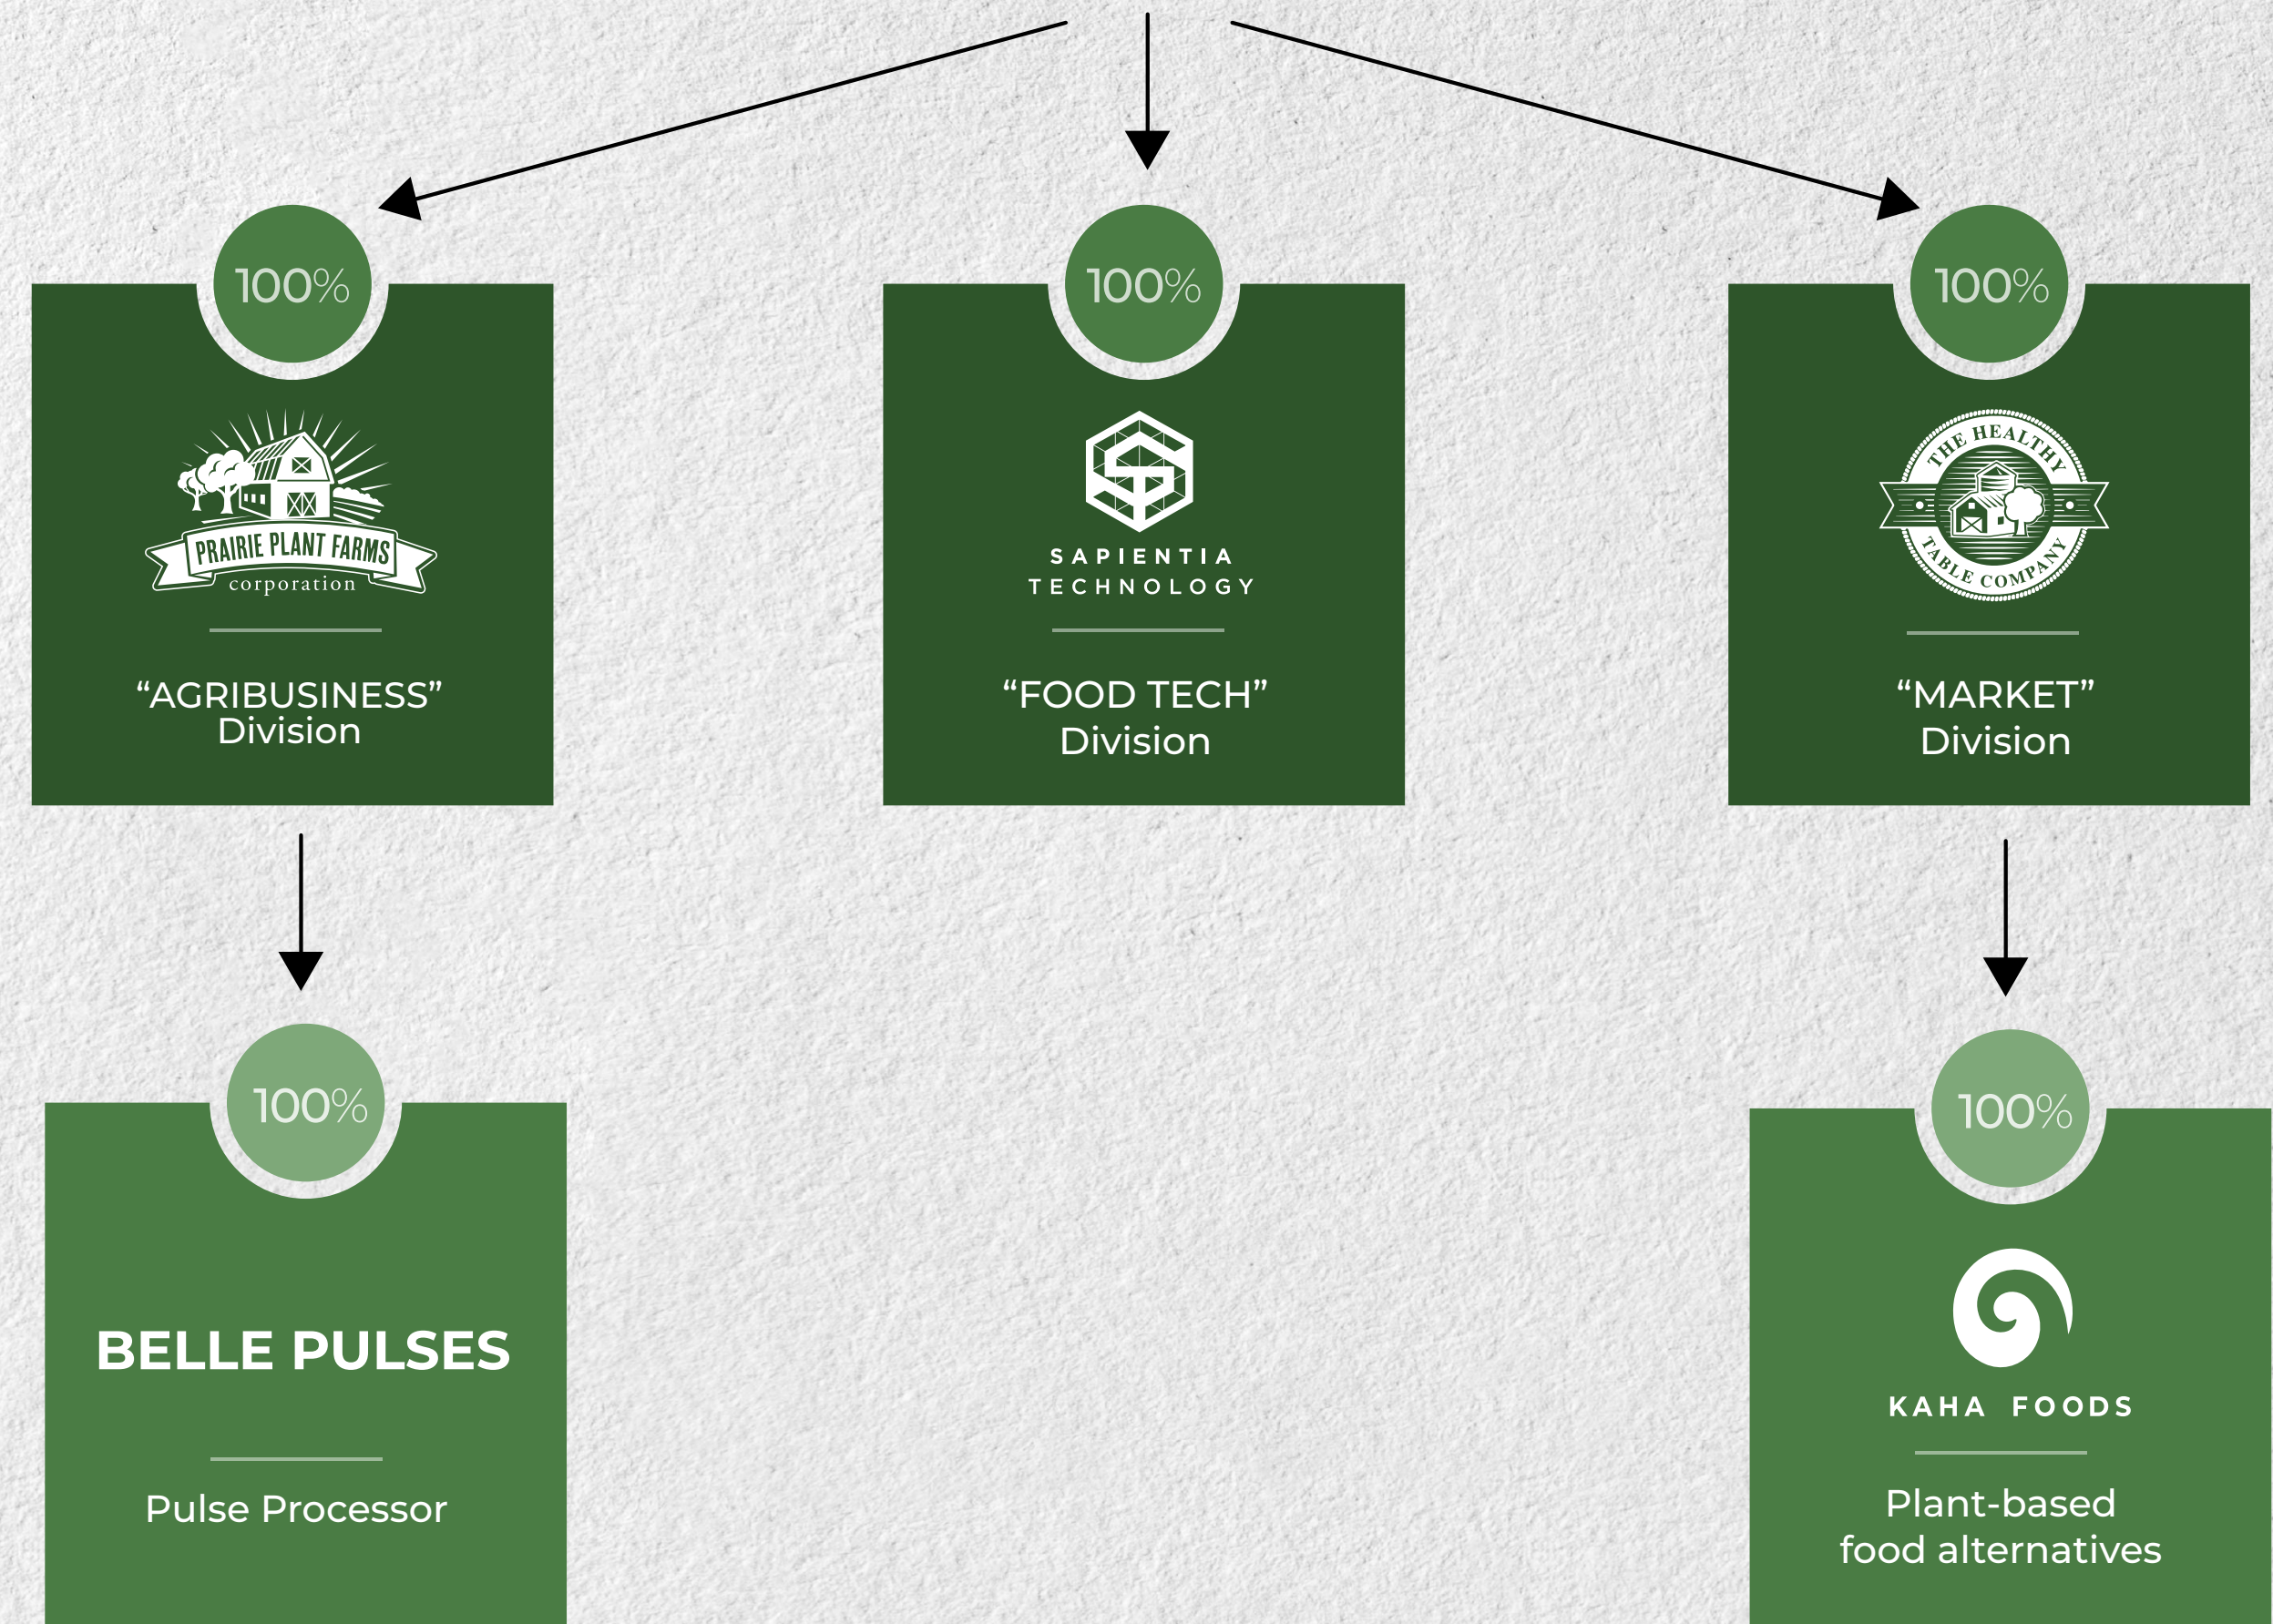 100%
100%
100%
PRAIRIE PLANT FARMS
corporation
“AGRIBUSINESS”
Division
SAPIENTIA
TECHNOLOGY
“FOOD TECH”
Division
THE HEALTHY
TABLE COMPANY
“MARKET”
Division
100%
BELLE PULSES
Pulse Processor
100%
KAHA FOODS
Plant-based
food alternatives